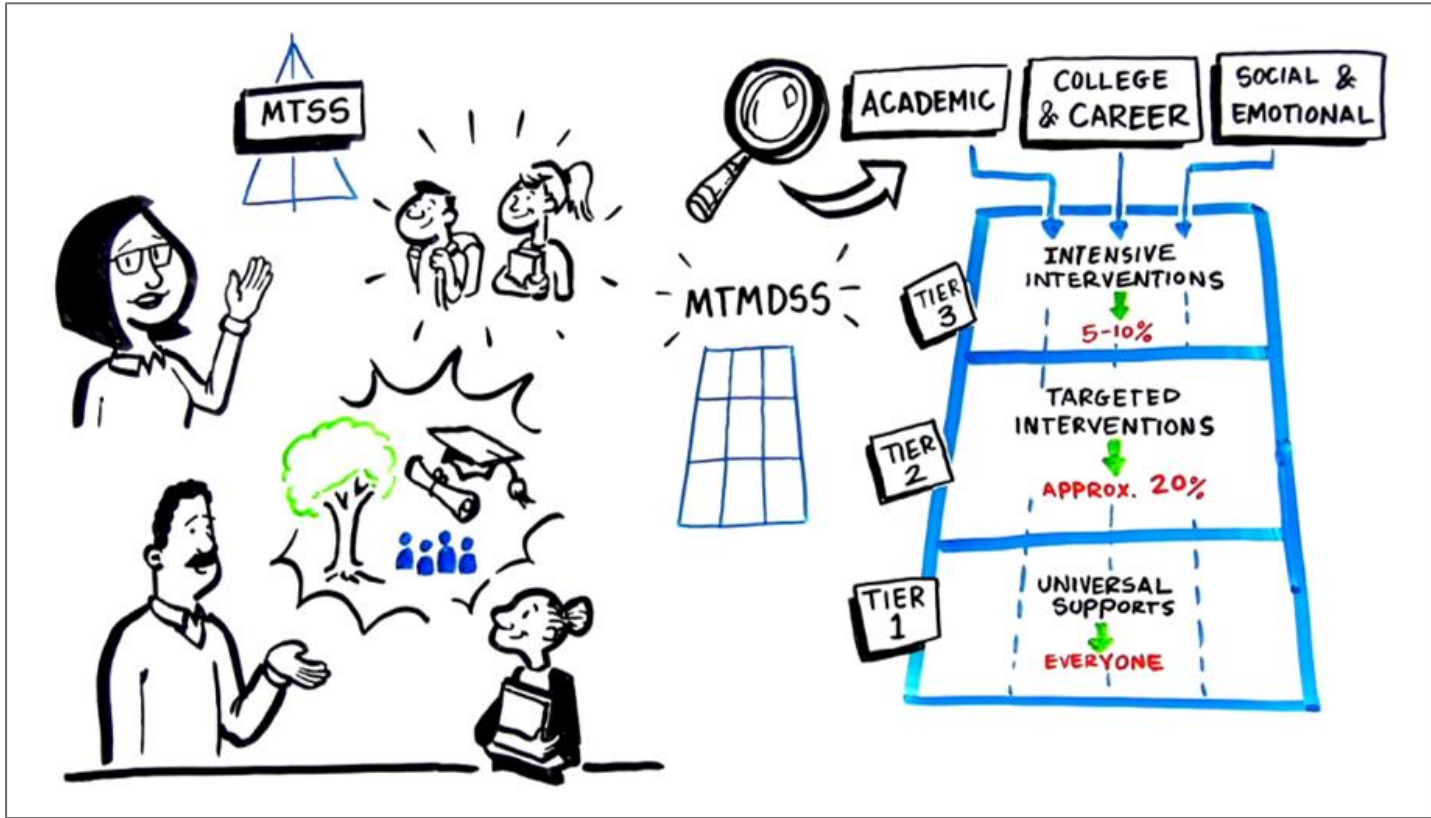 MTSS
MTMDSS
ACADEMIC
COLLEGE
& CAREER
SOCIAL &
EMOTIONAL
TIER
3
INTENSIVE
INTERVENTIONS
5-10%
TIER
2
TARGETED
INTERVENTIONS
APPROX. 20%
TIER
1
UNIVERSAL
SUPPORTS
EVERYONE